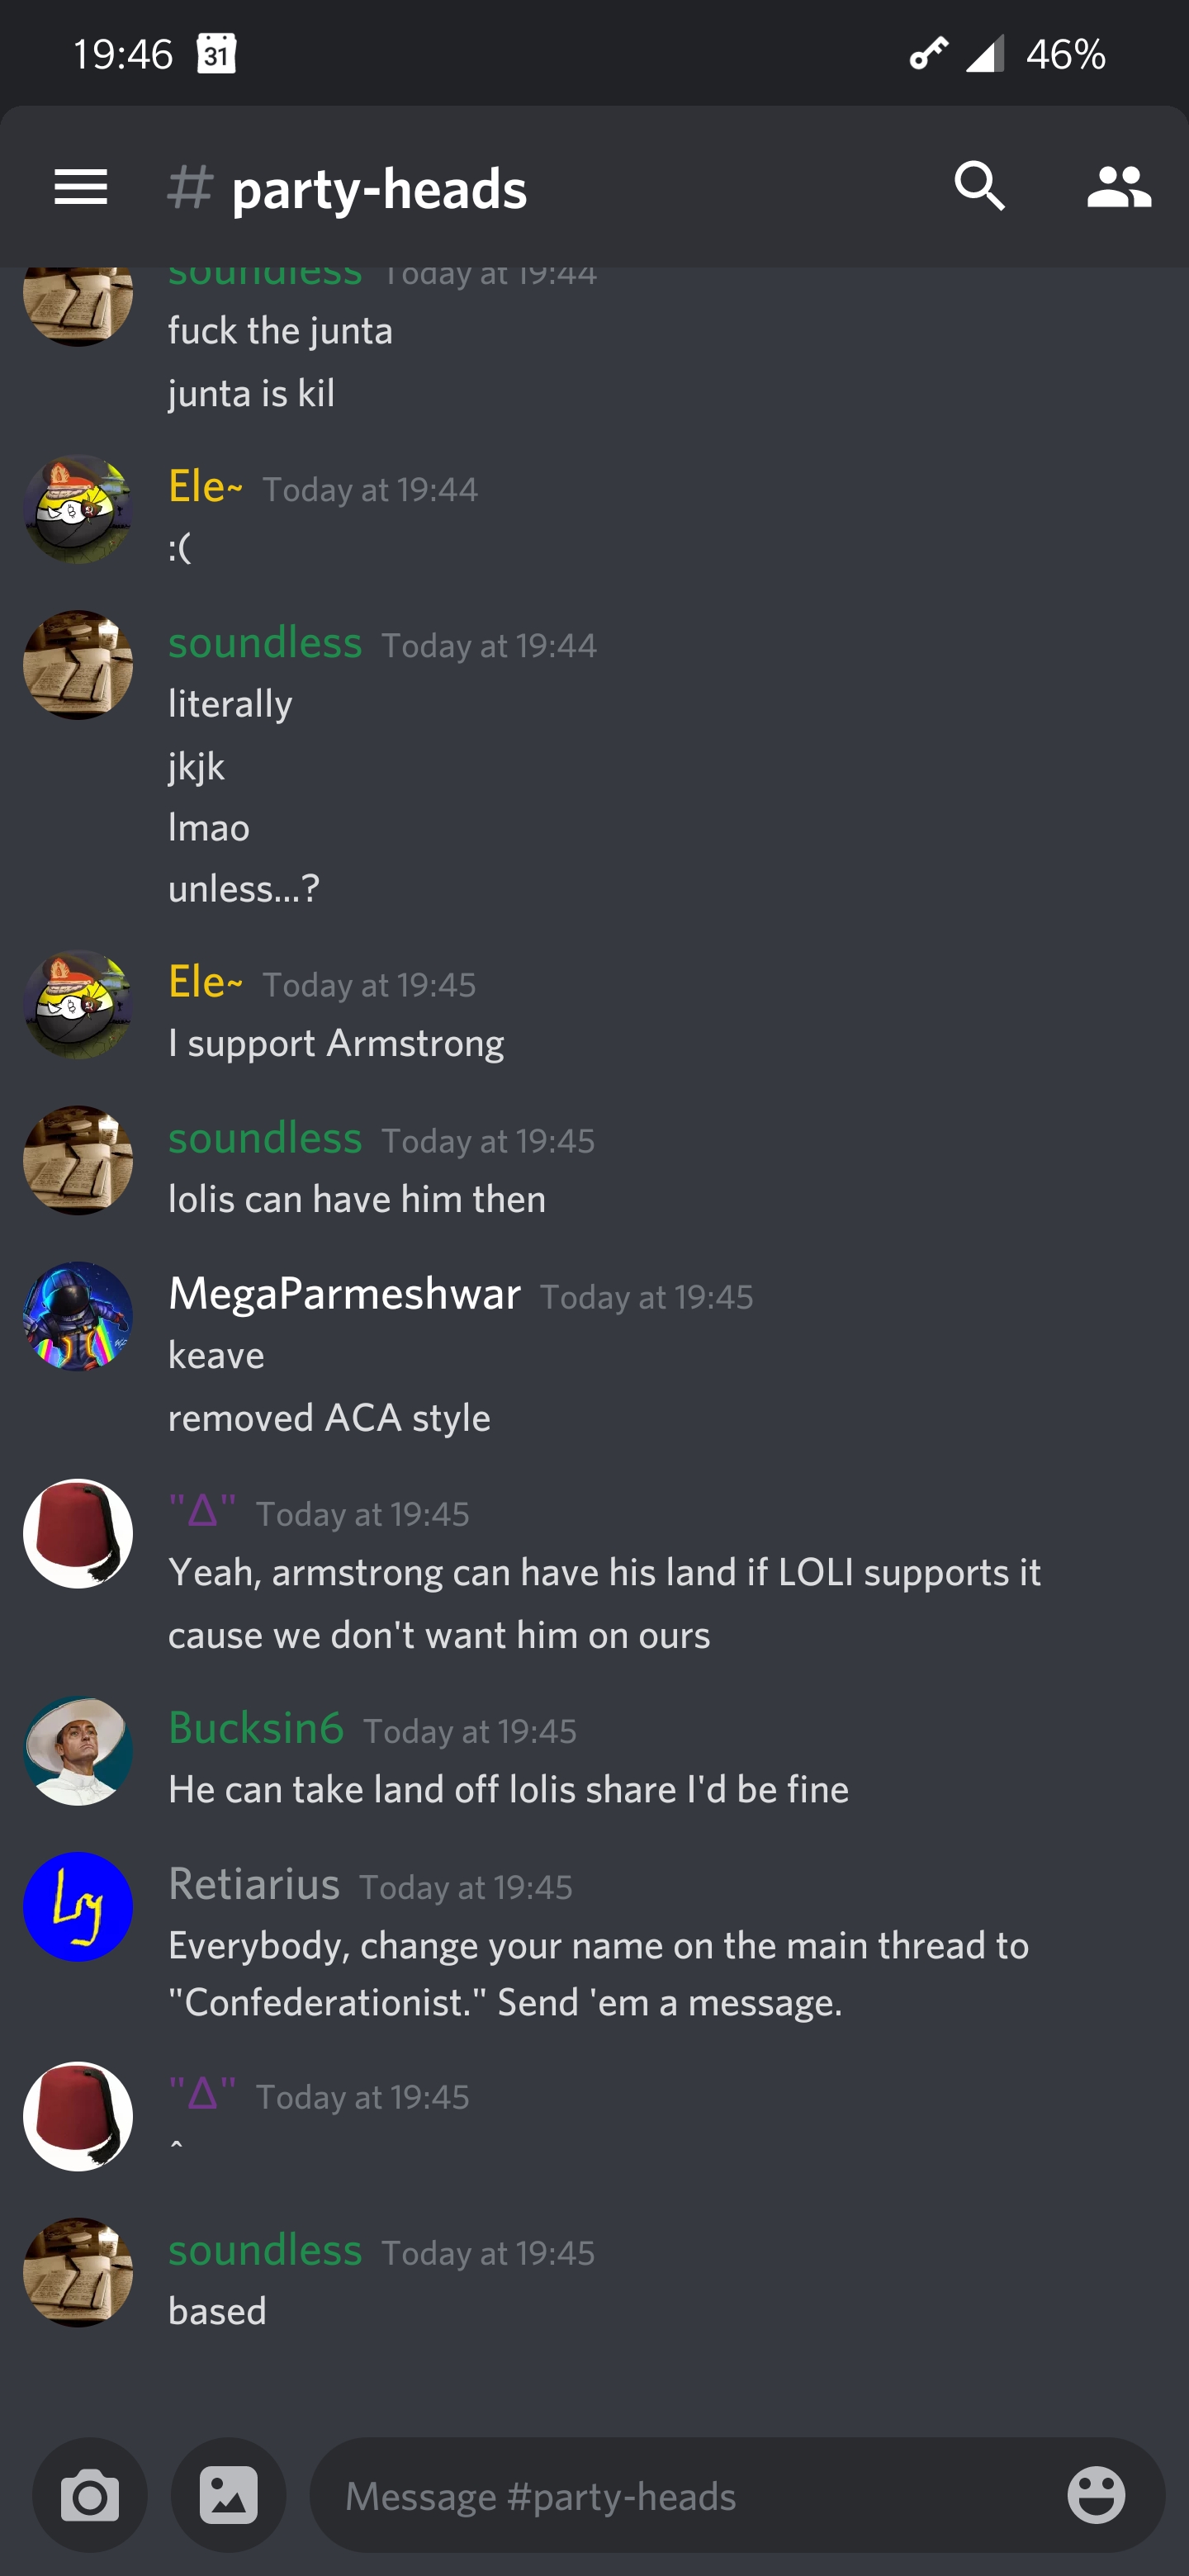 19:46 31 46%
# party-heads
soundless Today at 19:44
fuck the junta
junta is kil
Ele~ Today at 19:44
:(
soundless Today at 19:44
literally
jkjk
lmao
unless...?
Ele~ Today at 19:45
I support Armstrong
soundless Today at 19:45
lolis can have him then
MegaParmeshwar Today at 19:45
keave
removed ACA style
"Δ" Today at 19:45
Yeah, armstrong can have his land if LOLI supports it
cause we don't want him on ours
Bucksin6 Today at 19:45
He can take land off lolis share I'd be fine
Retiarius Today at 19:45
Ly
Everybody, change your name on the main thread to
"Confederationist." Send 'em a message.
"Δ" Today at 19:45
^
soundless Today at 19:45
based
Message #party-heads